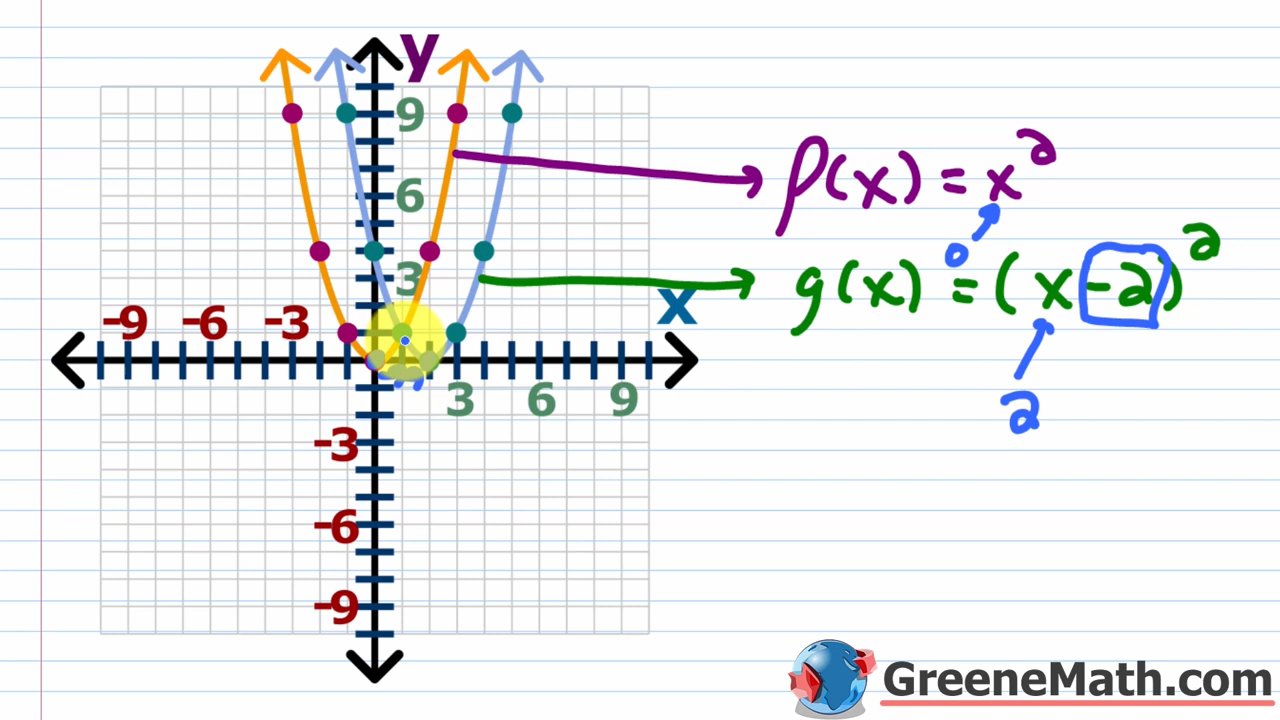 y
9
6
3
-9 -6 -3
x
3 6 9
-3
-6
-9
f(x) = x²
0
g(x) = (x-2)²
2
GreeneMath.com